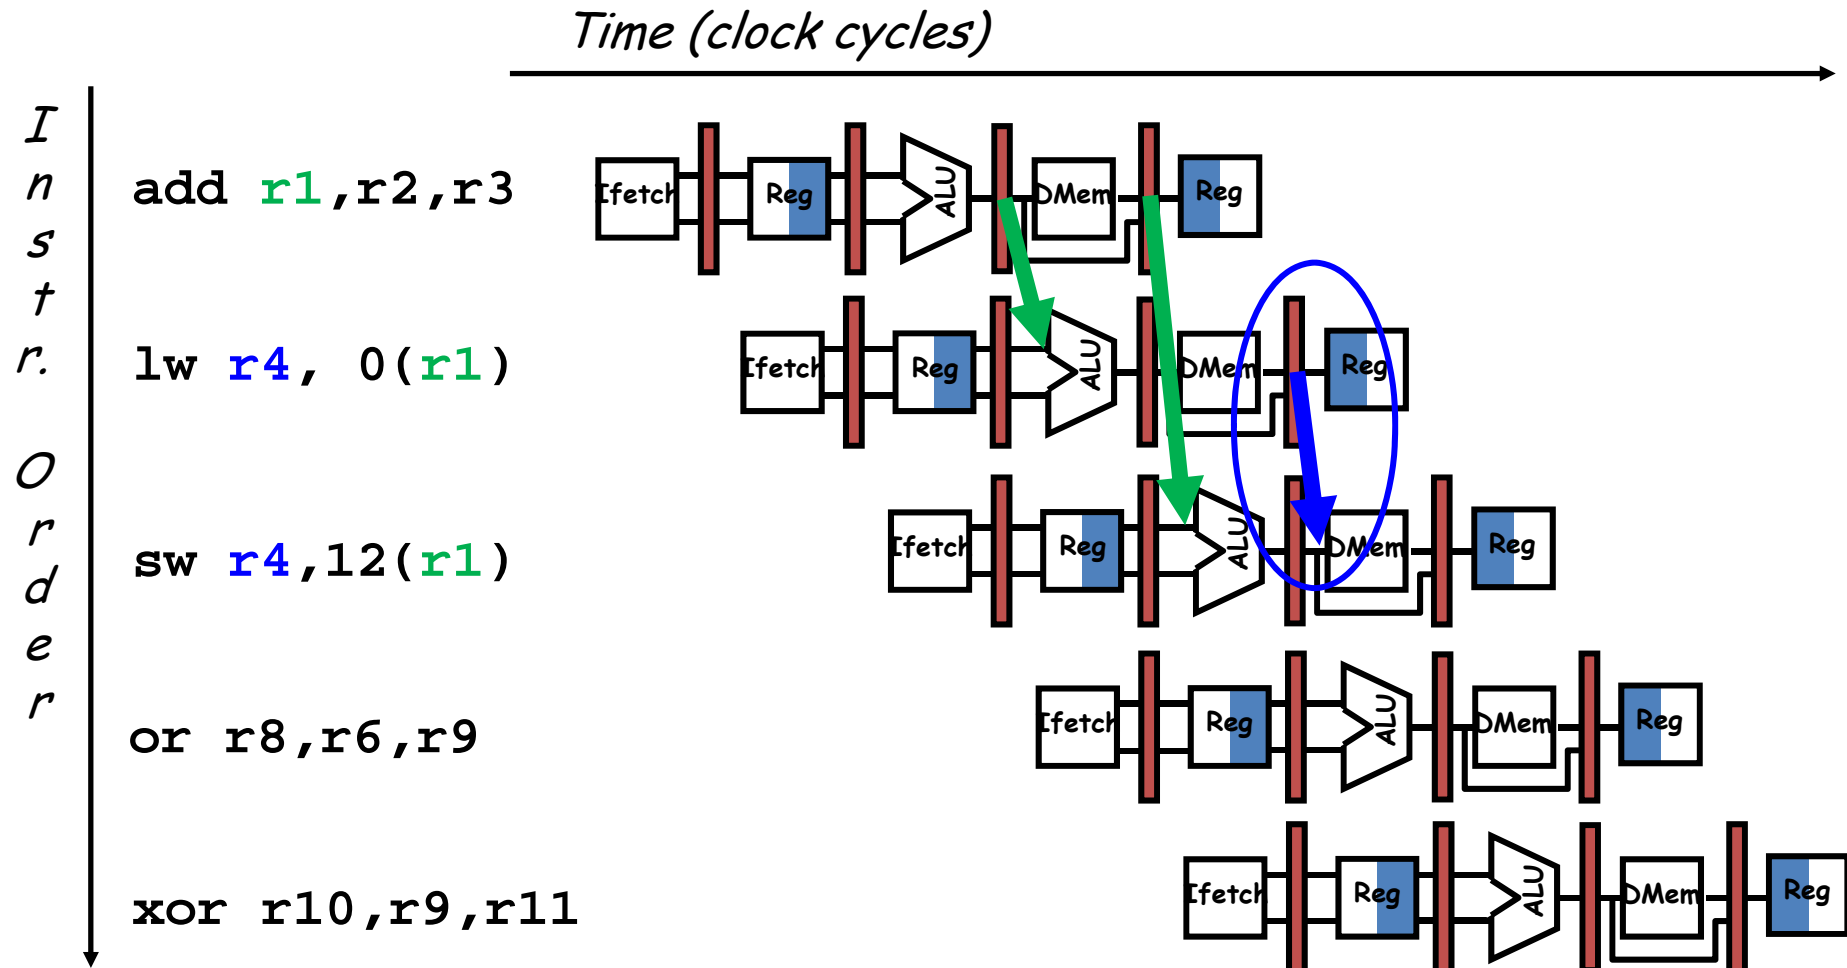 Time (clock cycles)
Instr. Order
add r1,r2,r3
Ifetch Reg ALU DMem Reg
lw r4, 0(r1)
Ifetch Reg ALU DMem Reg
sw r4,12(r1)
Ifetch Reg ALU DMem Reg
or r8,r6,r9
Ifetch Reg ALU DMem Reg
xor r10,r9,r11
Ifetch Reg ALU DMem Reg